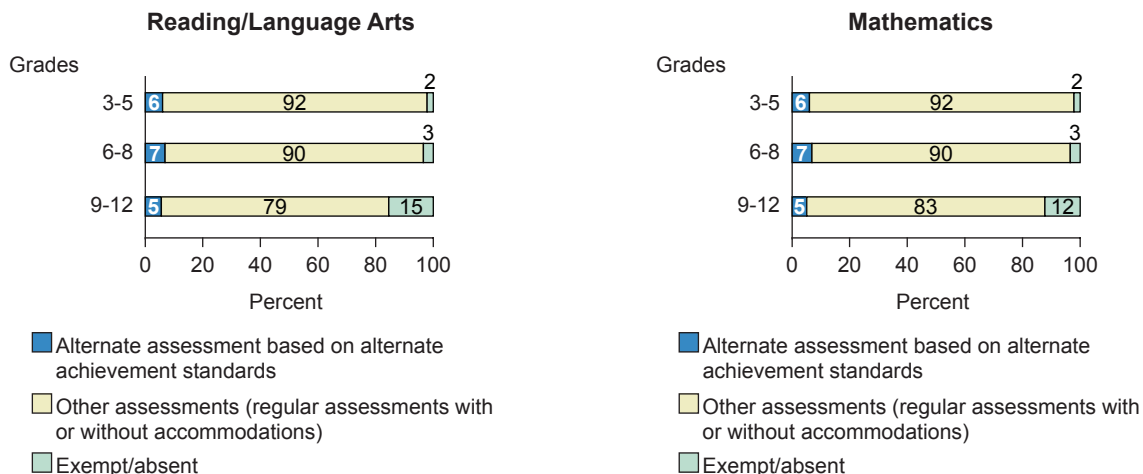 Reading/Language Arts
Grades
2
3-5
6
92
3
6-8
7
90
9-12
5
79
15
0 20 40 60 80 100
Percent
Alternate assessment based on alternate
achievement standards
Other assessments (regular assessments with
or without accommodations)
Exempt/absent
Mathematics
Grades
2
3-5
6
92
3
6-8
7
90
9-12
5
83
12
0 20 40 60 80 100
Percent
Alternate assessment based on alternate
achievement standards
Other assessments (regular assessments with
or without accommodations)
Exempt/absent